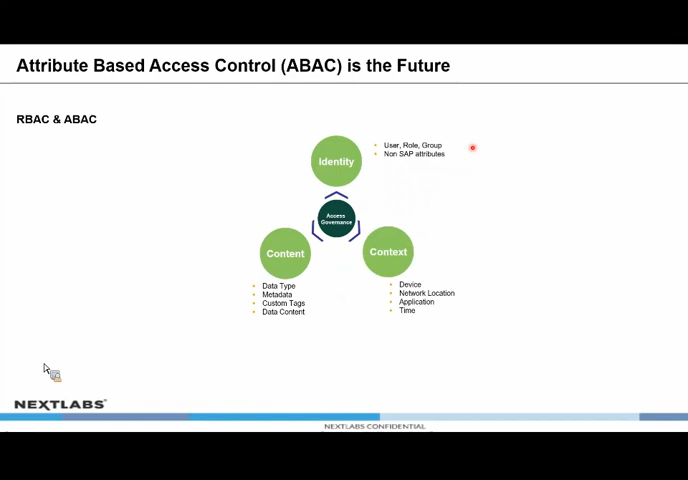 Attribute Based Access Control (ABAC) is the Future
RBAC & ABAC
Identity
User, Role, Group
Non SAP attributes
Access
Governance
Content
Context
Data Type
Metadata
Custom Tags
Data Content
Device
Network Location
Application
Time
NEXTLABS
NEXTLABS CONFIDENTIAL